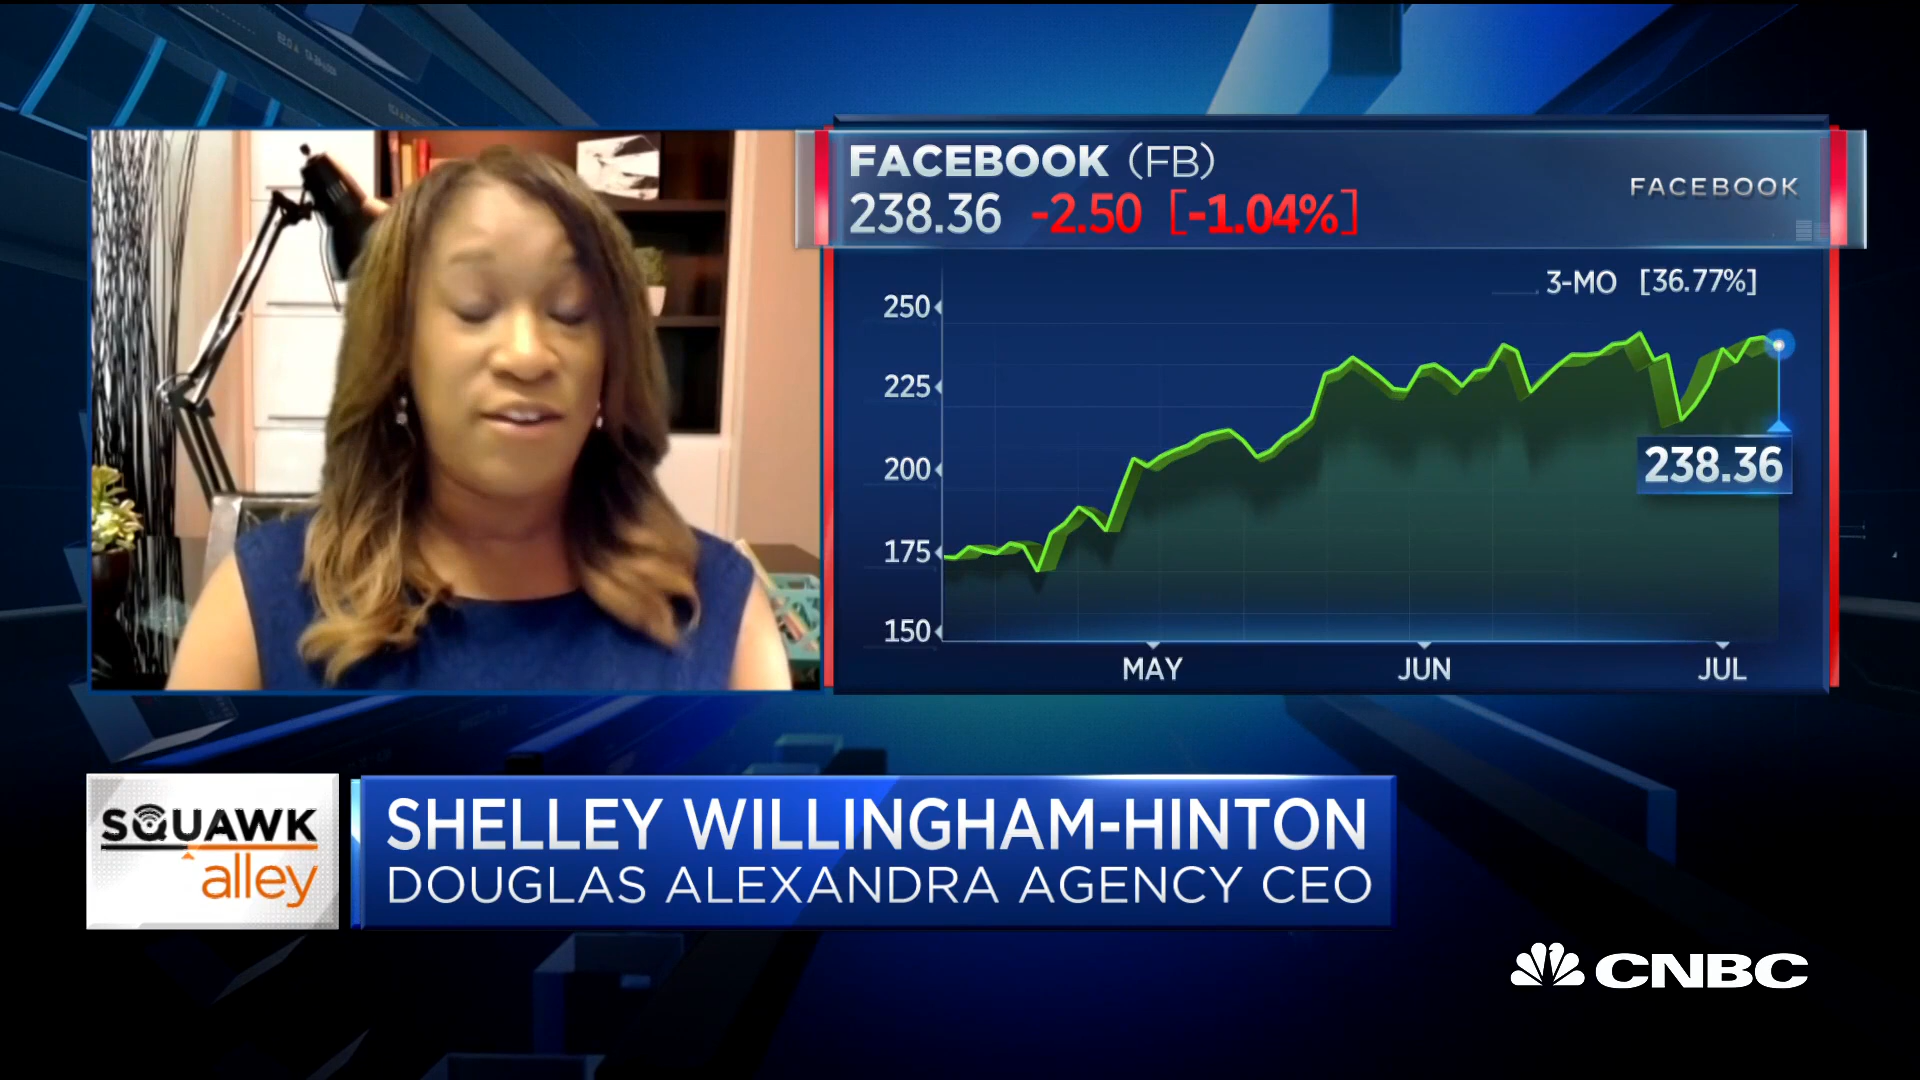 FACEBOOK (FB)
238.36 -2.50 [-1.04%]
FACEBOOK
3-MO [36.77%]
250
225
200
175
150
238.36
MAY JUN JUL
SQUAWK
alley
SHELLEY WILLINGHAM-HINTON
DOUGLAS ALEXANDRA AGENCY CEO
CNBC